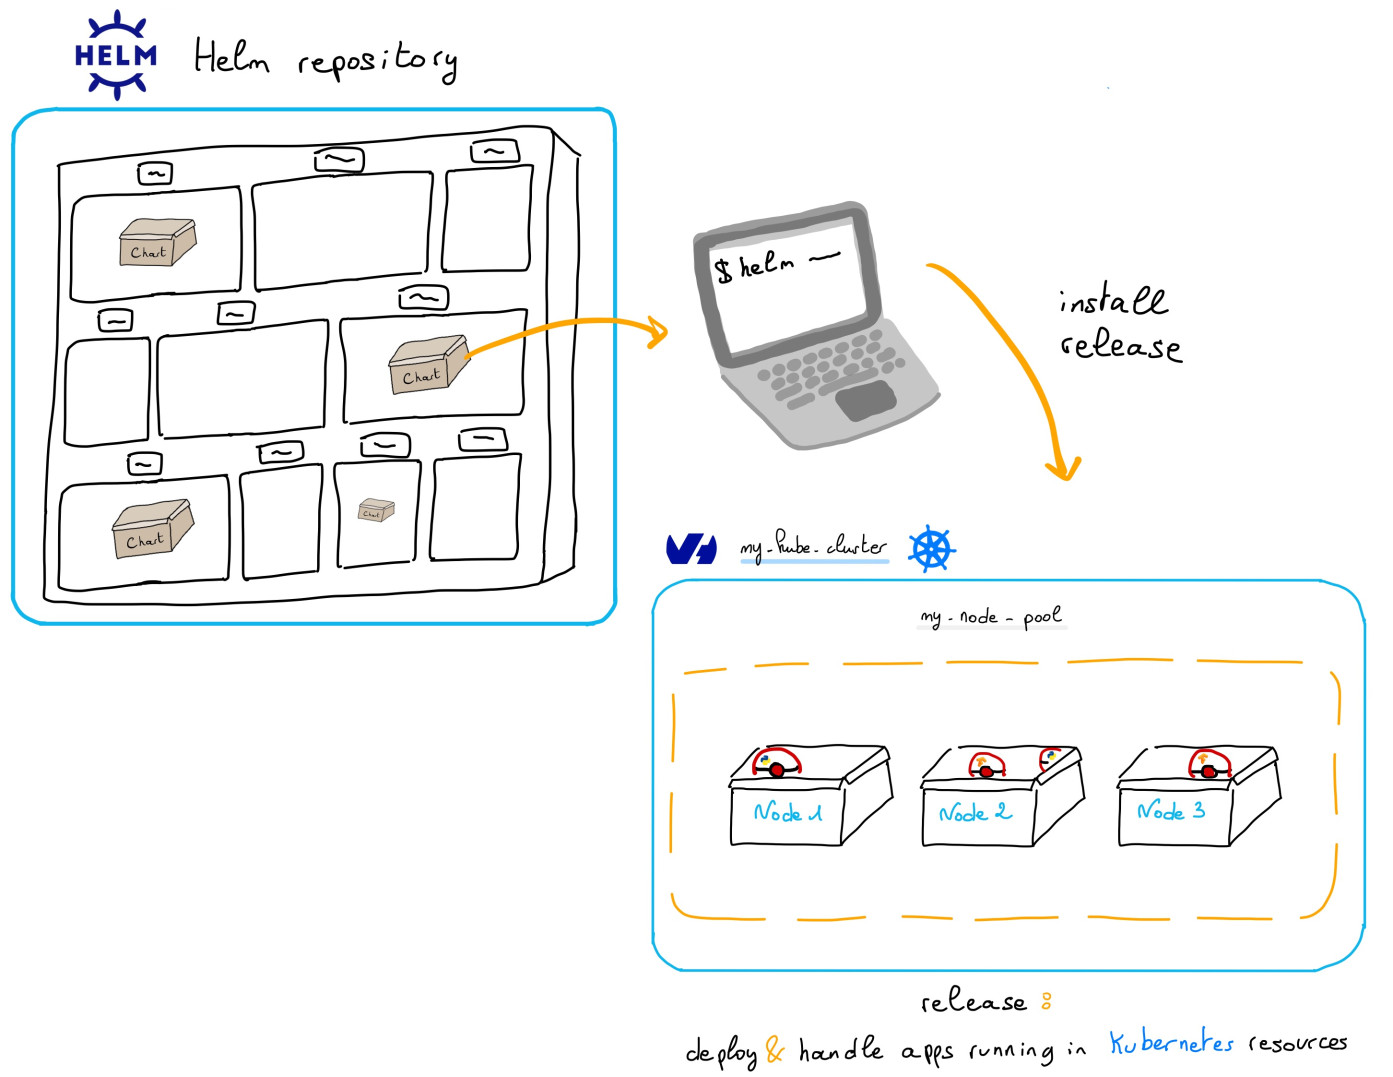 HELM
Helm repository
Chart
Chart
Chart
Chart
$ helm
install
release
my-kube-cluster
my-node-pool
Node 1
Node 2
Node 3
release :
deploy & handle apps running in Kubernetes resources